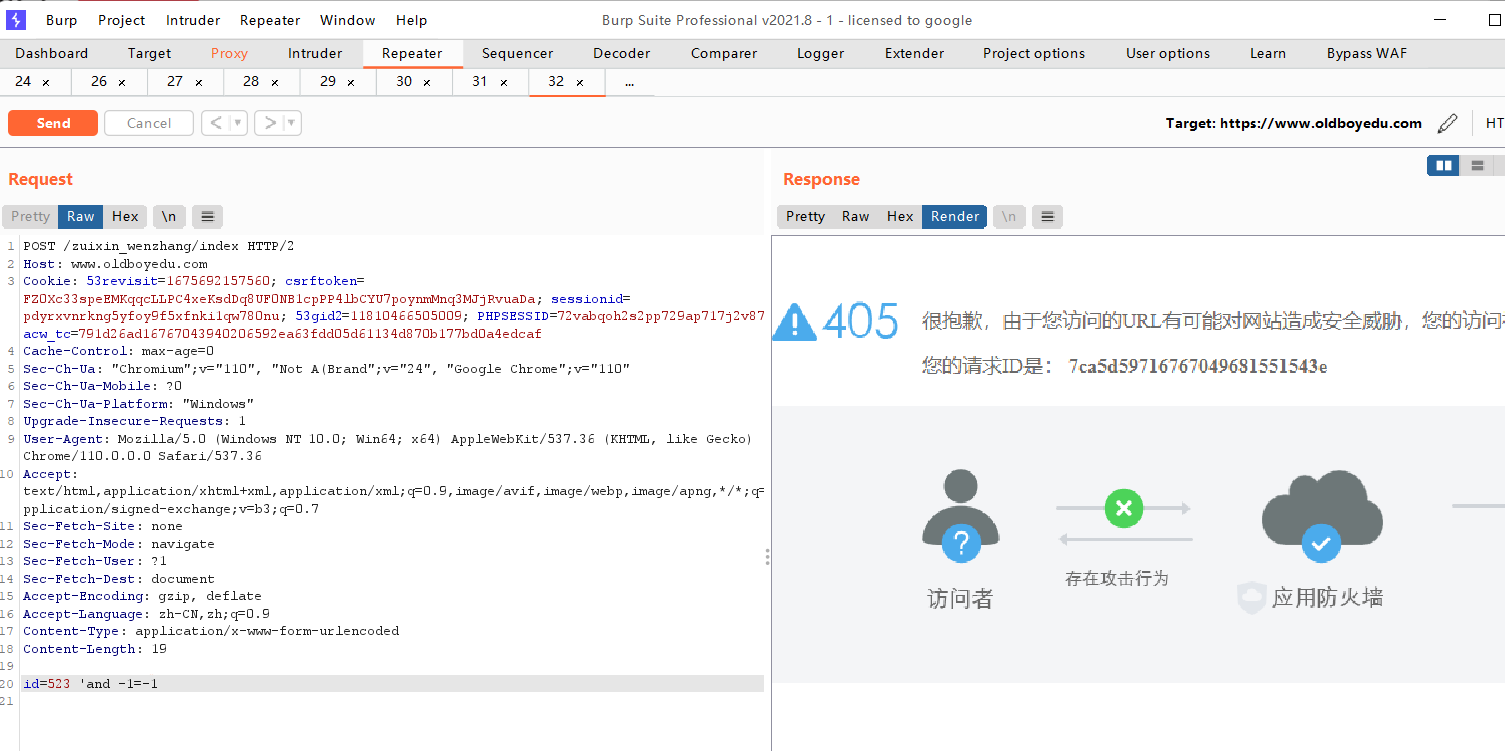 Burp Project Intruder Repeater Window Help Burp Suite Professional v2021.8 - 1 - licensed to google
Dashboard Target Proxy Intruder Repeater Sequencer Decoder Comparer Logger Extender Project options User options Learn Bypass WAF
24 × 26 × 27 × 28 × 29 × 30 × 31 × 32 × ...
Send Cancel < > Target: https://www.oldboyedu.com HT
Request
Pretty Raw Hex \n
1 POST /zuixin_wenzhang/index HTTP/2
2 Host: www.oldboyedu.com
3 Cookie: 53revisit=1675692157560; csrftoken=
FZOXc33speEMKqqcLLPC4xeKsdDq8UFONB1cpPP4lbCYU7poynmMnq3MJjRvuaDa; sessionid=
pdyrxvnrkng5yfoy9f5xfnki1qw780nu; 53gid2=11810466505009; PHPSESSID=72vabqoh2s2pp729ap717j2v87
acw_tc=791d26ad16767043940206592ea63fdd05d61134d870b177bd0a4edcaf
4 Cache-Control: max-age=0
5 Sec-Ch-Ua: "Chromium";v="110", "Not A(Brand";v="24", "Google Chrome";v="110"
6 Sec-Ch-Ua-Mobile: ?0
7 Sec-Ch-Ua-Platform: "Windows"
8 Upgrade-Insecure-Requests: 1
9 User-Agent: Mozilla/5.0 (Windows NT 10.0; Win64; x64) AppleWebKit/537.36 (KHTML, like Gecko)
Chrome/110.0.0.0 Safari/537.36
10 Accept:
text/html,application/xhtml+xml,application/xml;q=0.9,image/avif,image/webp,image/apng,*/*;q=
pplication/signed-exchange;v=b3;q=0.7
11 Sec-Fetch-Site: none
12 Sec-Fetch-Mode: navigate
13 Sec-Fetch-User: ?1
14 Sec-Fetch-Dest: document
15 Accept-Encoding: gzip, deflate
16 Accept-Language: zh-CN,zh;q=0.9
17 Content-Type: application/x-www-form-urlencoded
18 Content-Length: 19
19
20 id=523 'and -1=-1
21
Response
Pretty Raw Hex Render \n
405 很抱歉，由于您访问的URL有可能对网站造成安全威胁，您的访问
您的请求ID是： 7ca5d59716767049681551543e
存在攻击行为
访问者 应用防火墙